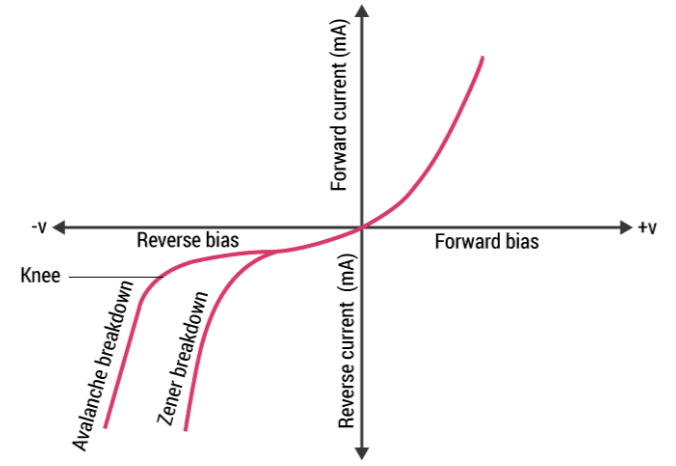 Forward current (mA)
-v
+v
Reverse bias
Forward bias
Knee
Avalanche breakdown
Zener breakdown
Reverse current (mA)